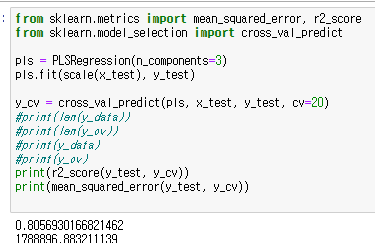 :
from sklearn.metrics import mean_squared_error, r2_score
from sklearn.model_selection import cross_val_predict
pls = PLSRegression(n_components=3)
pls.fit(scale(x_test), y_test)
y_cv = cross_val_predict(pls, x_test, y_test, cv=20)
#print(len(y_data))
#print(len(y_ov))
#print(y_data)
#print(y_ov)
print(r2_score(y_test, y_cv))
print(mean_squared_error(y_test, y_cv))
0.8056930166821462
1788896.883211139